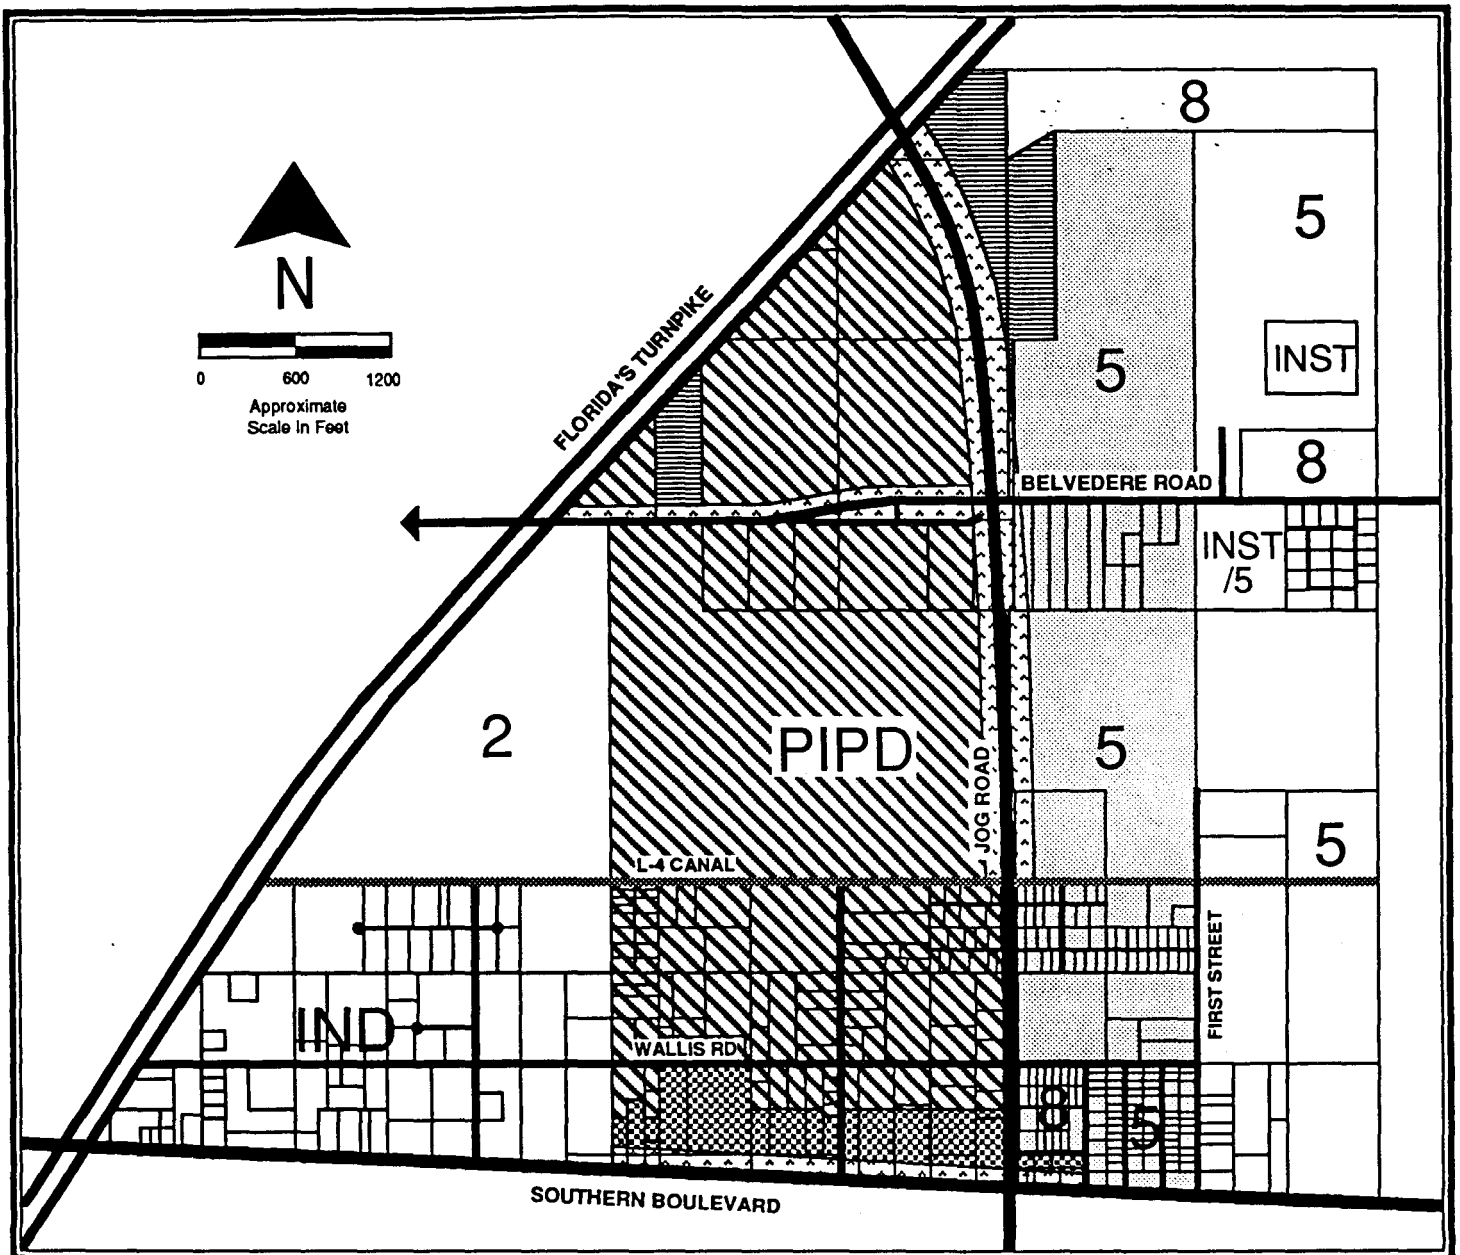 8
5
N
FLORIDA'S TURNPIKE
0 600 1200
Approximate
Scale In Feet
5
INST
8
BELVEDERE ROAD
INST
/5
2
PIPD
5
JOG ROAD
5
L-4 CANAL
FIRST STREET
IND
WALLIS RD
8
5
SOUTHERN BOULEVARD